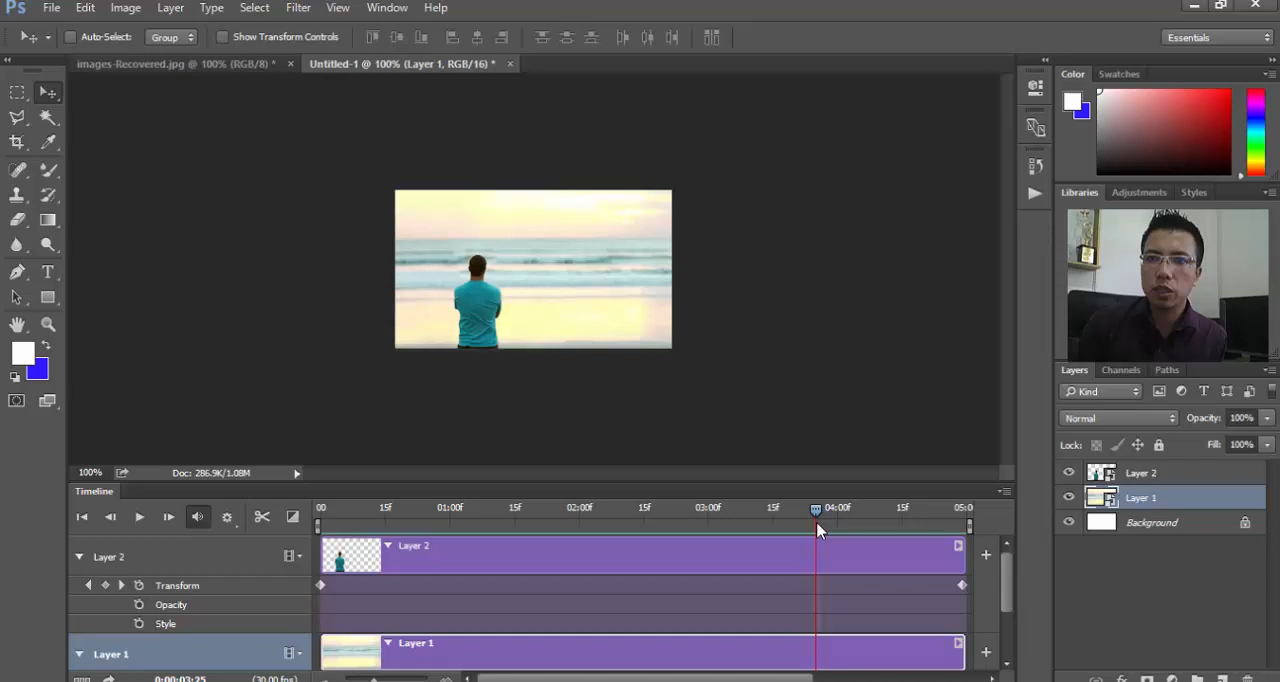 Ps File Edit Image Layer Type Select Filter View Window Help
Auto-Select: Group Show Transform Controls Essentials
images-Recovered.jpg @ 100% (RGB/8) * × Untitled-1 @ 100% (Layer 1, RGB/16) * ×
Color Swatches
Libraries Adjustments Styles
Layers Channels Paths
Kind
Normal Opacity: 100%
Lock: Fill: 100%
Layer 2
Layer 1
Background
100% Doc: 286.9K/1.08M
Timeline
00 15f 01:00f 15f 02:00f 15f 03:00f 15f 04:00f 15f 05:0
Layer 2 Layer 2
Transform
Opacity
Style
Layer 1 Layer 1
0:00:03:25 (30.00 fps)